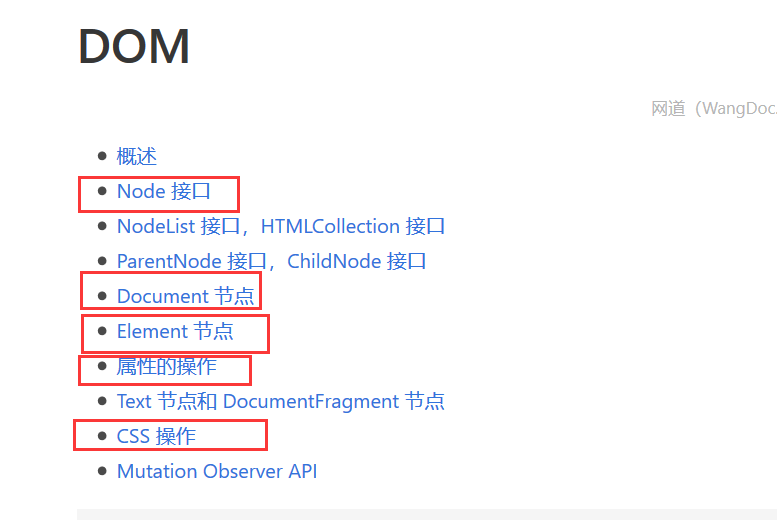 DOM
网道（WangDoc.
概述
Node 接口
NodeList 接口，HTMLCollection 接口
ParentNode 接口，ChildNode 接口
Document 节点
Element 节点
属性的操作
Text 节点和 DocumentFragment 节点
CSS 操作
Mutation Observer API